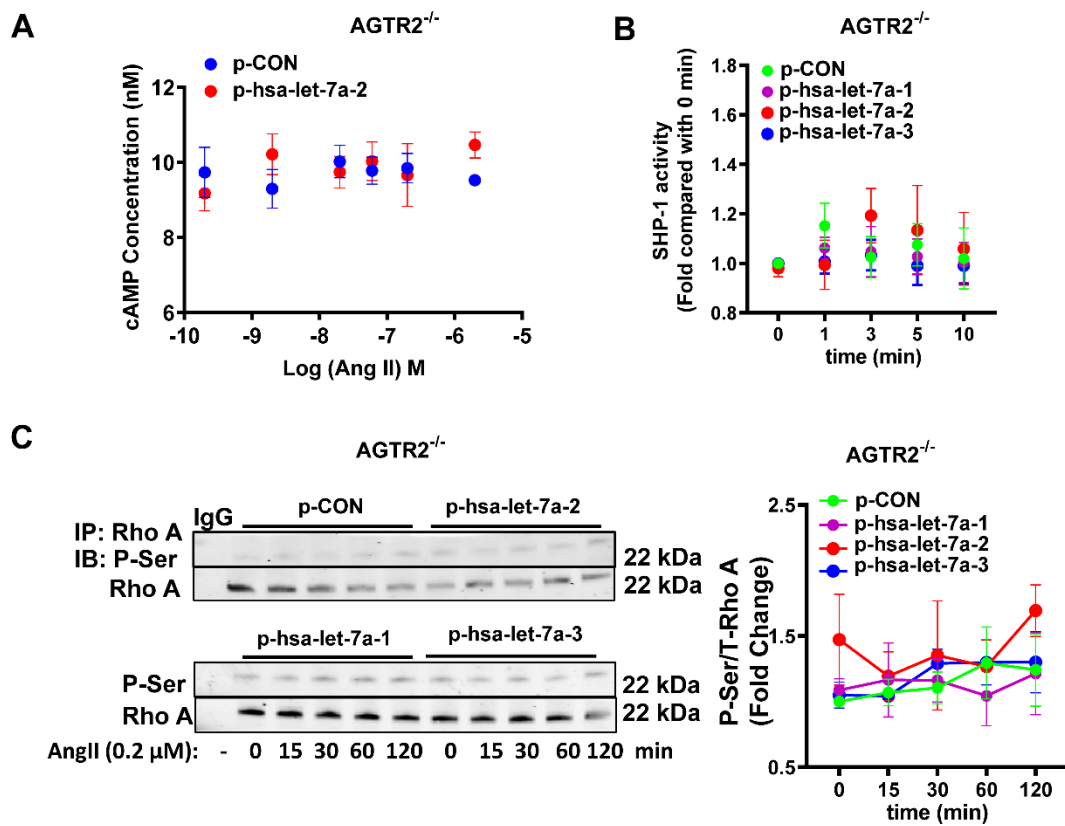 A
AGTR2-/-
p-CON
p-hsa-let-7a-2
cAMP Concentration (nM)
12
10
8
6
-10 -9 -8 -7 -6 -5
Log (Ang II) M
B
AGTR2-/-
p-CON
p-hsa-let-7a-1
p-hsa-let-7a-2
p-hsa-let-7a-3
SHP-1 activity
(Fold compared with 0 min)
1.8
1.6
1.4
1.2
1.0
0.8
0 1 3 5 10
time (min)
C
AGTR2-/-
IgG p-CON p-hsa-let-7a-2
IP: Rho A
IB: P-Ser 22 kDa
Rho A 22 kDa
p-hsa-let-7a-1 p-hsa-let-7a-3
P-Ser 22 kDa
Rho A 22 kDa
AngII (0.2 µM): - 0 15 30 60 120 0 15 30 60 120 min
AGTR2-/-
p-CON
p-hsa-let-7a-1
p-hsa-let-7a-2
p-hsa-let-7a-3
P-Ser/T-Rho A
(Fold Change)
2.5
1.5
0.5
0 15 30 60 120
time (min)